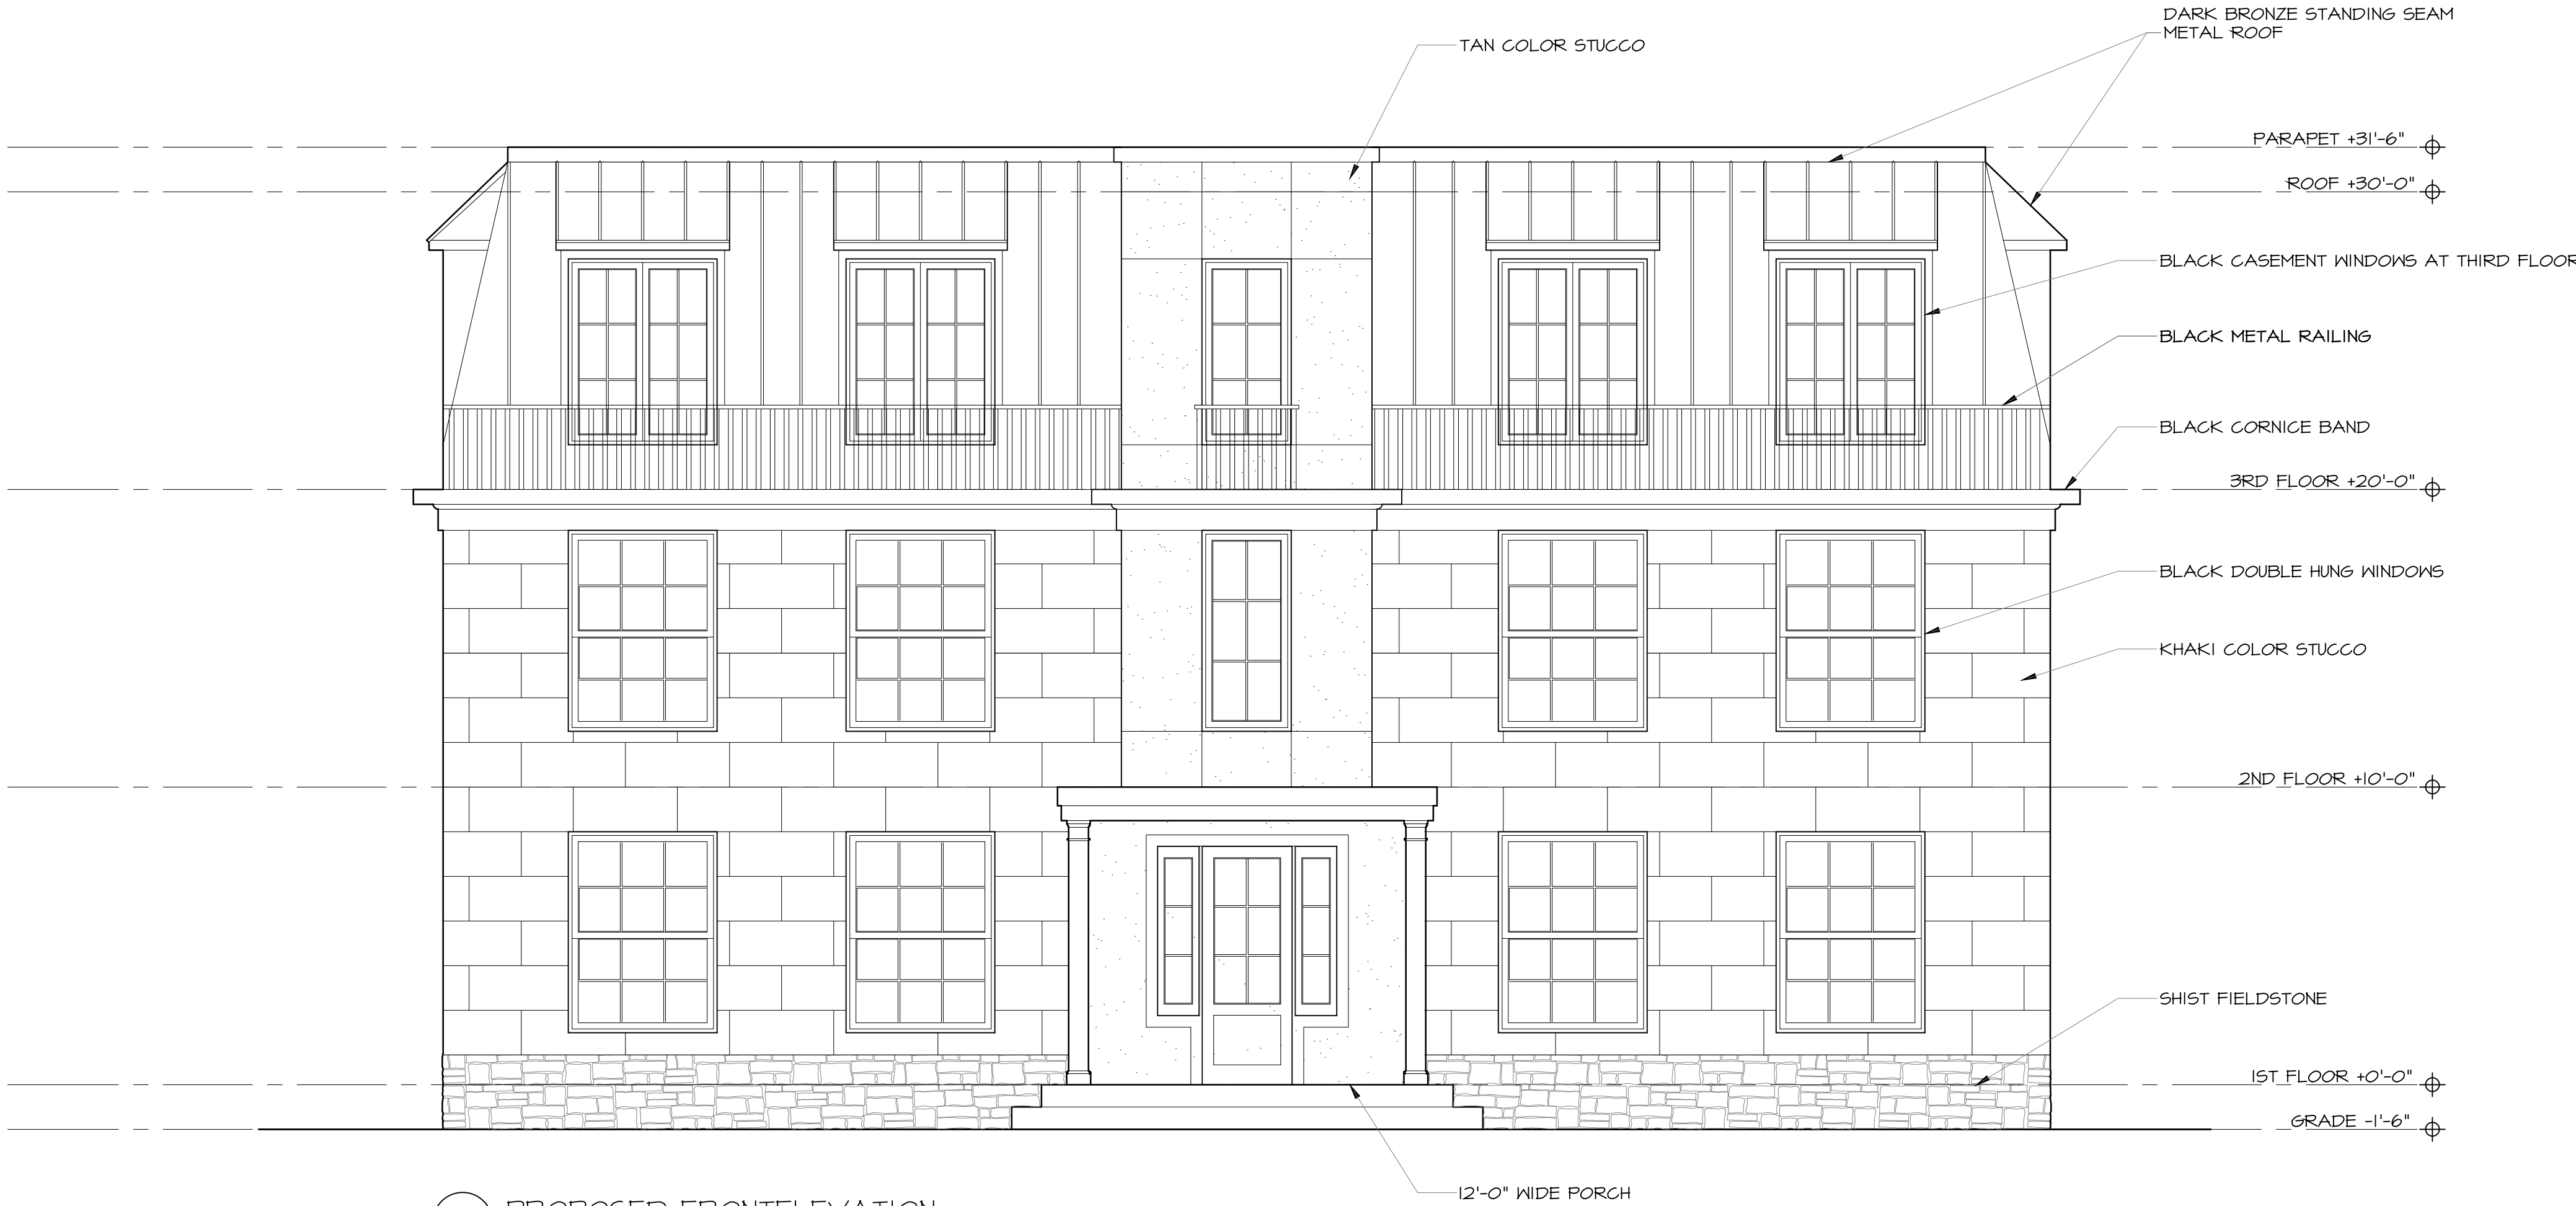 DARK BRONZE STANDING SEAM
METAL ROOF
TAN COLOR STUCCO
PARAPET +31'-6"
ROOF +30'-0"
BLACK CASEMENT WINDOWS AT THIRD FLOOR
BLACK METAL RAILING
BLACK CORNICE BAND
3RD FLOOR +20'-0"
BLACK DOUBLE HUNG WINDOWS
KHAKI COLOR STUCCO
2ND FLOOR +10'-0"
SHIST FIELDSTONE
1ST FLOOR +0'-0"
GRADE -1'-6"
12'-0" WIDE PORCH
PROPOSED FRONTELEVATION